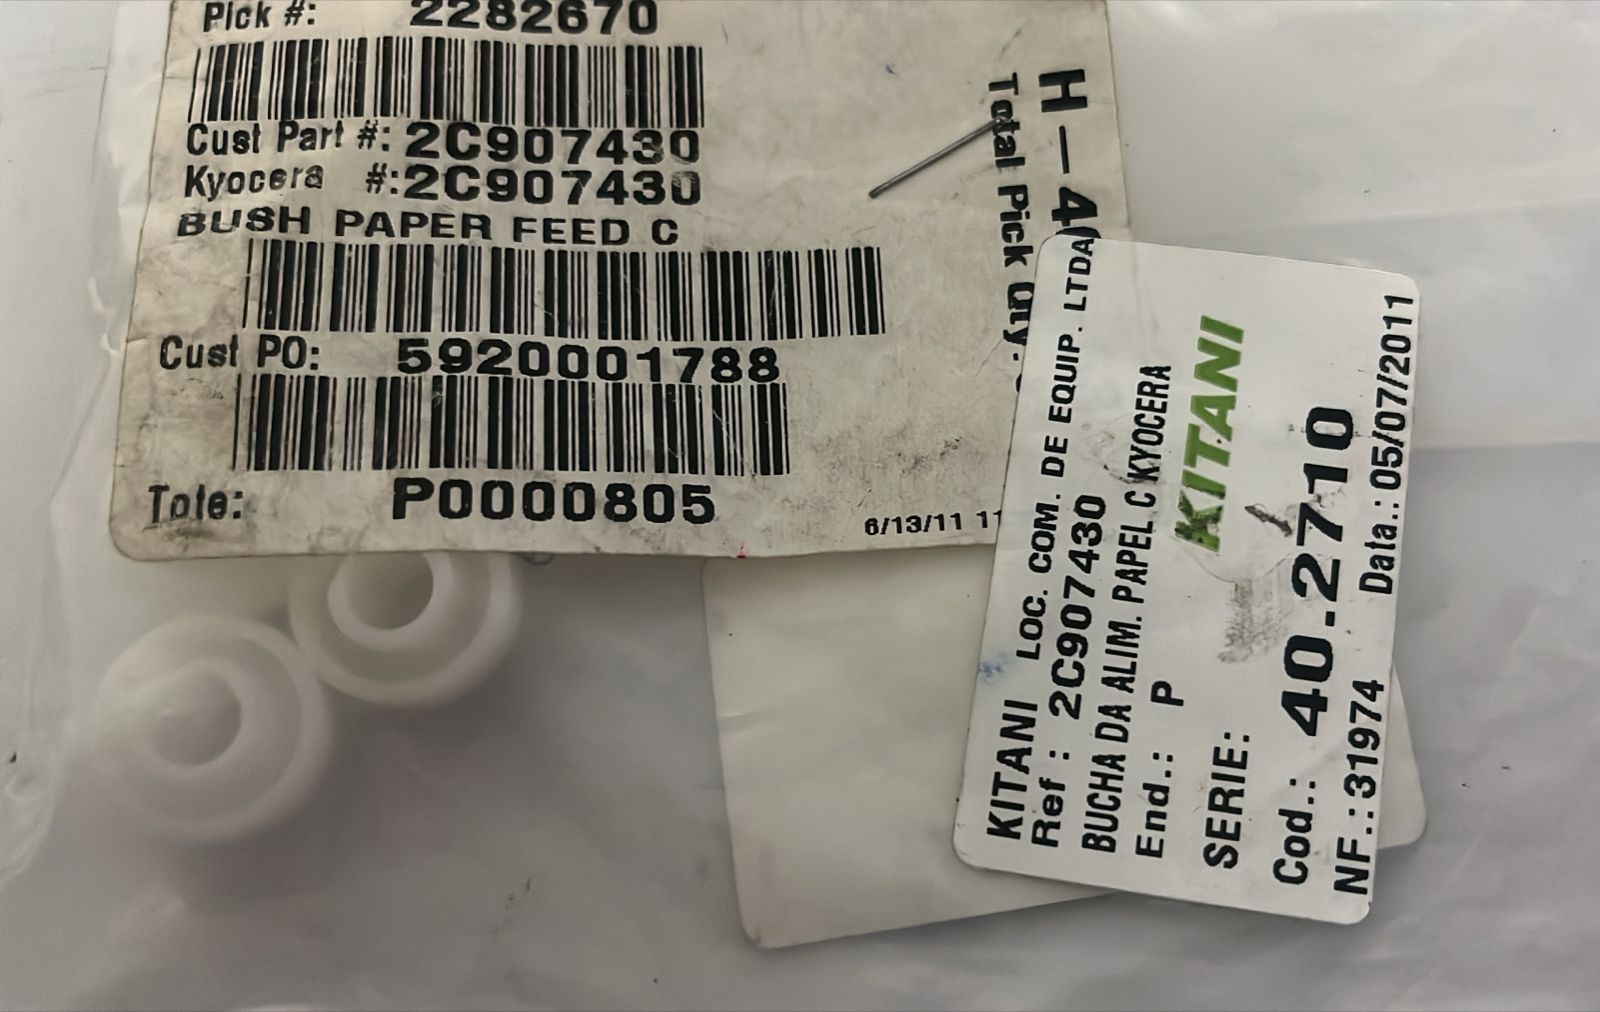 Pick #: 2282670
Cust Part #: 2C907430
Kyocera #: 2C907430
BUSH PAPER FEED C
Cust PO: 5920001788
Tote: P0000805
6/13/11 11
Total Pick Qty.
KITANI LOC. COM. DE EQUIP. LTDA
Ref : 2C907430
BUCHA DA ALIM. PAPEL C KYOCERA
End.: P
KITANI
SERIE:
Cod.: 40.2710
NF.:31974 Data.: 05/07/2011